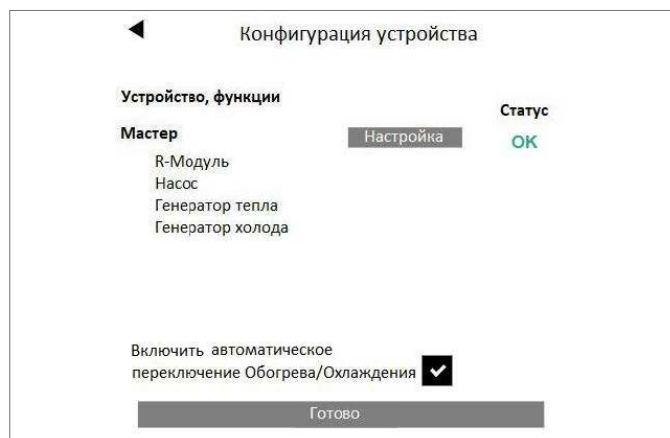 Конфигурация устройства
Устройство, функции
Статус
Мастер
Настройка
OK
R-Модуль
Насос
Генератор тепла
Генератор холода
Включить автоматическое
переключение Обогрева/Охлаждения
Готово